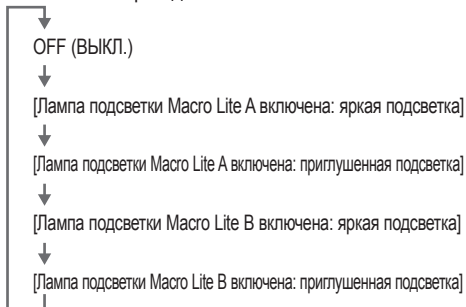 OFF (ВЫКЛ.)
[Лампа подсветки Macro Lite A включена: яркая подсветка]
[Лампа подсветки Macro Lite A включена: приглушенная подсветка]
[Лампа подсветки Macro Lite B включена: яркая подсветка]
[Лампа подсветки Macro Lite B включена: приглушенная подсветка]